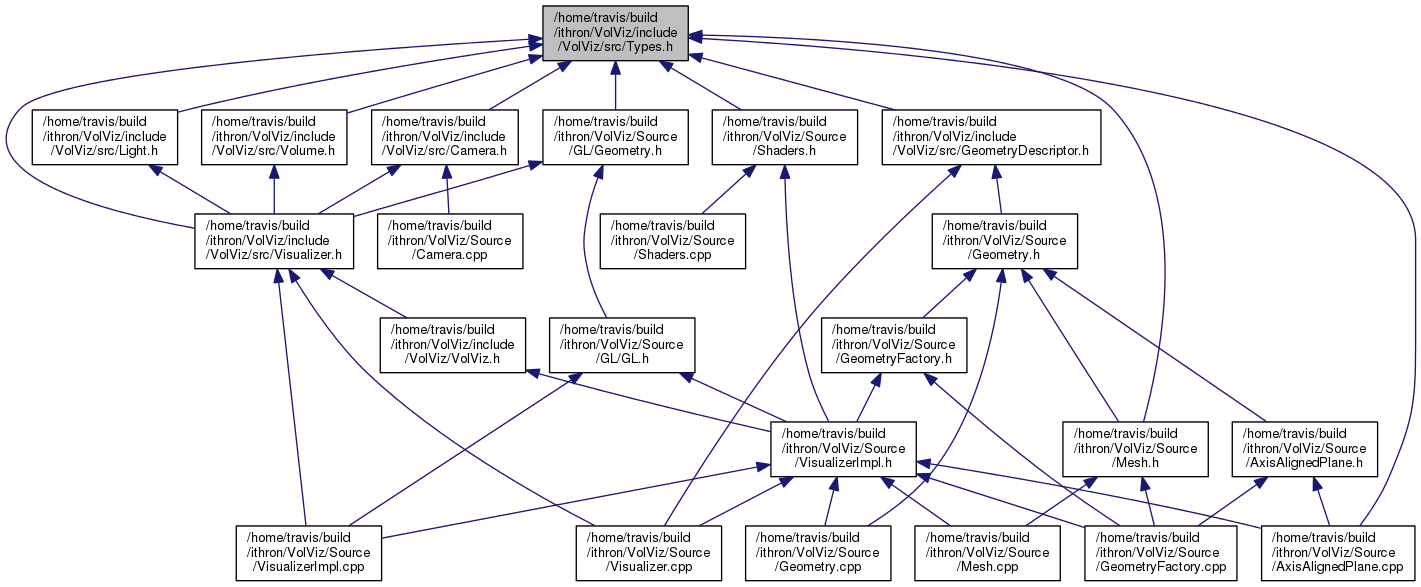 /home/travis/build
/ithron/VolViz/include
/VolViz/src/Types.h
/home/travis/build
/ithron/VolViz/include
/VolViz/src/Light.h
/home/travis/build
/ithron/VolViz/include
/VolViz/src/Volume.h
/home/travis/build
/ithron/VolViz/include
/VolViz/src/Camera.h
/home/travis/build
/ithron/VolViz/Source
/GL/Geometry.h
/home/travis/build
/ithron/VolViz/Source
/Shaders.h
/home/travis/build
/ithron/VolViz/include
/VolViz/src/GeometryDescriptor.h
/home/travis/build
/ithron/VolViz/include
/VolViz/src/Visualizer.h
/home/travis/build
/ithron/VolViz/Source
/Camera.cpp
/home/travis/build
/ithron/VolViz/Source
/Shaders.cpp
/home/travis/build
/ithron/VolViz/Source
/Geometry.h
/home/travis/build
/ithron/VolViz/include
/VolViz/VolViz.h
/home/travis/build
/ithron/VolViz/Source
/GL/GL.h
/home/travis/build
/ithron/VolViz/Source
/GeometryFactory.h
/home/travis/build
/ithron/VolViz/Source
/VisualizerImpl.h
/home/travis/build
/ithron/VolViz/Source
/Mesh.h
/home/travis/build
/ithron/VolViz/Source
/AxisAlignedPlane.h
/home/travis/build
/ithron/VolViz/Source
/VisualizerImpl.cpp
/home/travis/build
/ithron/VolViz/Source
/Visualizer.cpp
/home/travis/build
/ithron/VolViz/Source
/Geometry.cpp
/home/travis/build
/ithron/VolViz/Source
/Mesh.cpp
/home/travis/build
/ithron/VolViz/Source
/GeometryFactory.cpp
/home/travis/build
/ithron/VolViz/Source
/AxisAlignedPlane.cpp